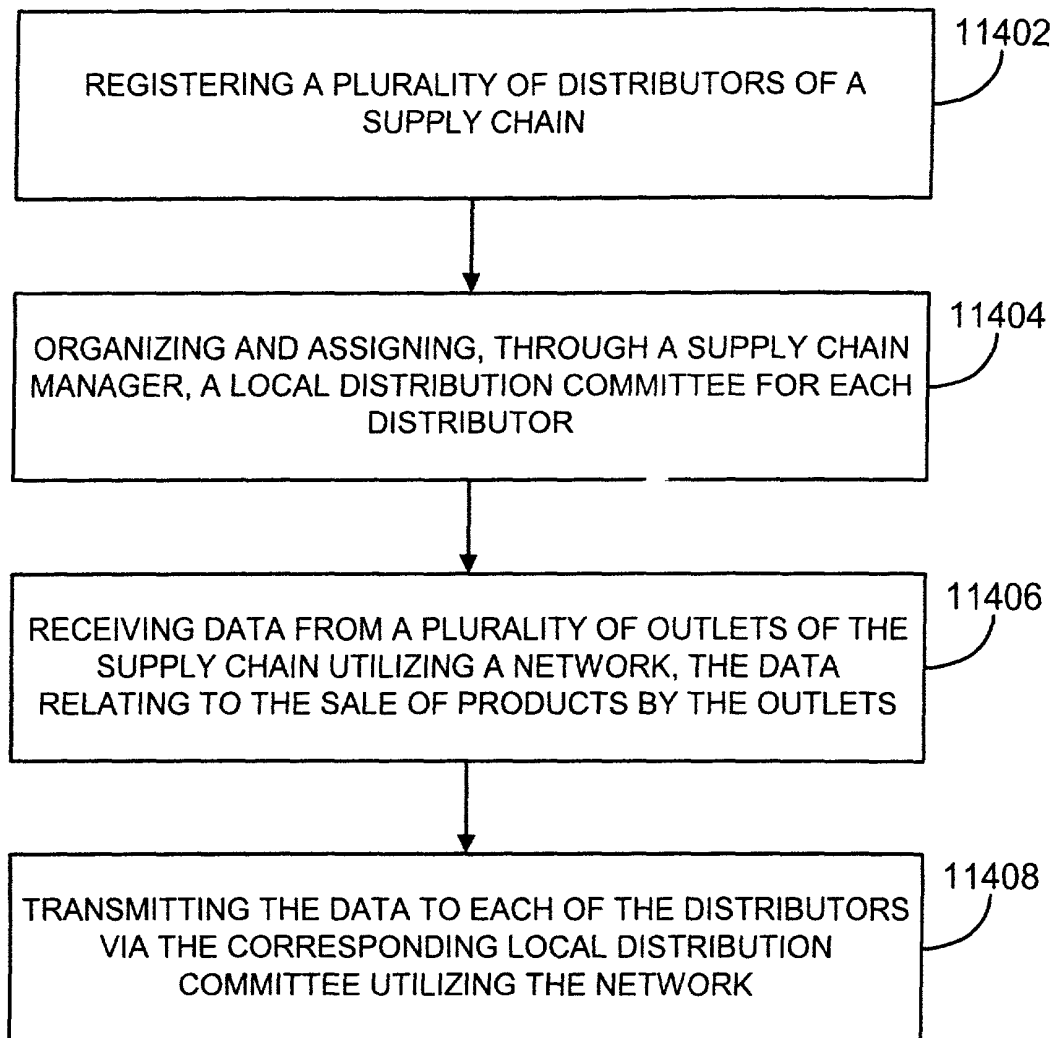 11402
REGISTERING A PLURALITY OF DISTRIBUTORS OF A
SUPPLY CHAIN
11404
ORGANIZING AND ASSIGNING, THROUGH A SUPPLY CHAIN
MANAGER, A LOCAL DISTRIBUTION COMMITTEE FOR EACH
DISTRIBUTOR
11406
RECEIVING DATA FROM A PLURALITY OF OUTLETS OF THE
SUPPLY CHAIN UTILIZING A NETWORK, THE DATA
RELATING TO THE SALE OF PRODUCTS BY THE OUTLETS
11408
TRANSMITTING THE DATA TO EACH OF THE DISTRIBUTORS
VIA THE CORRESPONDING LOCAL DISTRIBUTION
COMMITTEE UTILIZING THE NETWORK